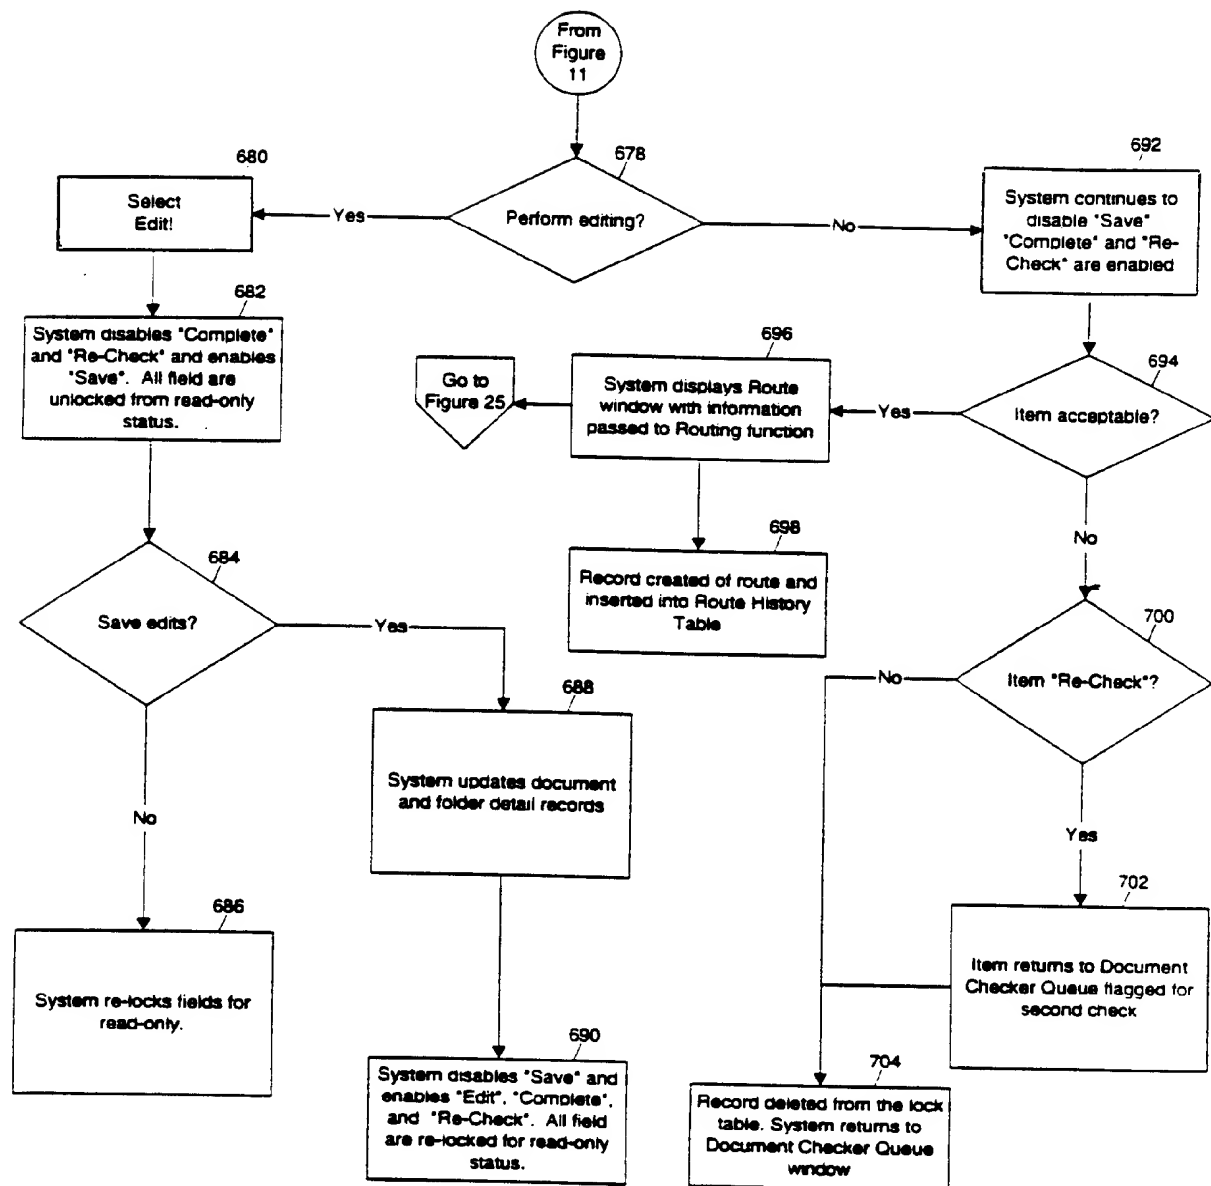 From
Figure
11
678
Perform editing?
Yes
No
680
Select
Edit!
692
System continues to
disable "Save"
"Complete" and "Re-
Check" are enabled
682
System disables "Complete"
and "Re-Check" and enables
"Save". All field are
unlocked from read-only
status.
694
Item acceptable?
Yes
No
696
System displays Route
window with information
passed to Routing function
Go to
Figure 25
698
Record created of route and
inserted into Route History
Table
684
Save edits?
Yes
No
700
Item "Re-Check"?
No
Yes
688
System updates document
and folder detail records
686
System re-locks fields for
read-only.
702
Item returns to Document
Checker Queue flagged for
second check
690
System disables "Save" and
enables "Edit", "Complete",
and "Re-Check". All field
are re-locked for read-only
status.
704
Record deleted from the lock
table. System returns to
Document Checker Queue
window